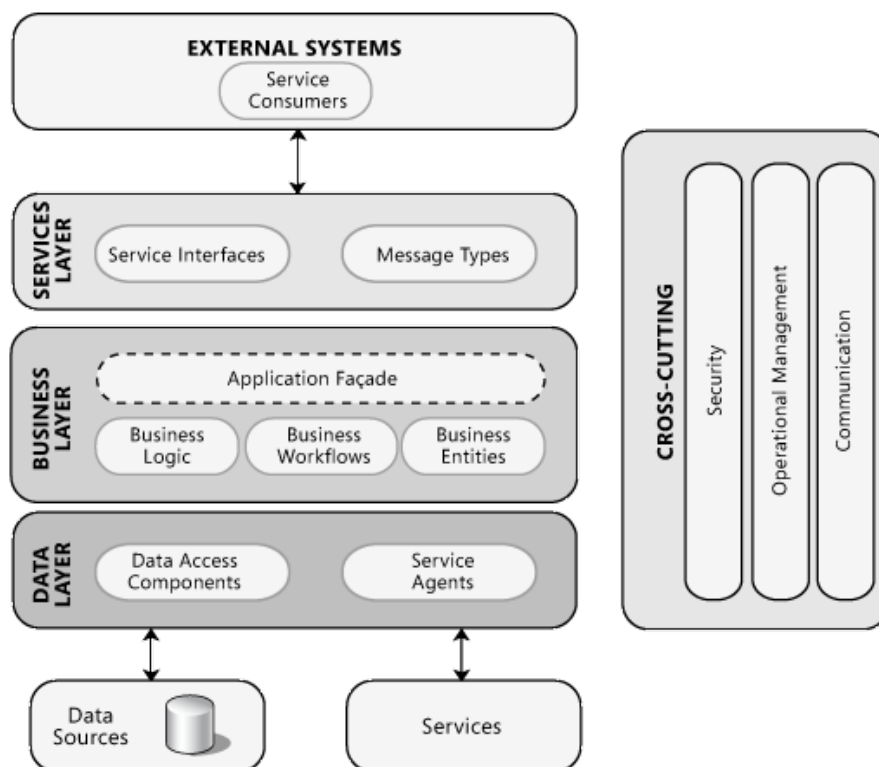 EXTERNAL SYSTEMS
Service
Consumers
SERVICES
LAYER
Service Interfaces
Message Types
BUSINESS
LAYER
Application Façade
Business
Logic
Business
Workflows
Business
Entities
DATA
LAYER
Data Access
Components
Service
Agents
Data
Sources
Services
CROSS-CUTTING
Security
Operational Management
Communication